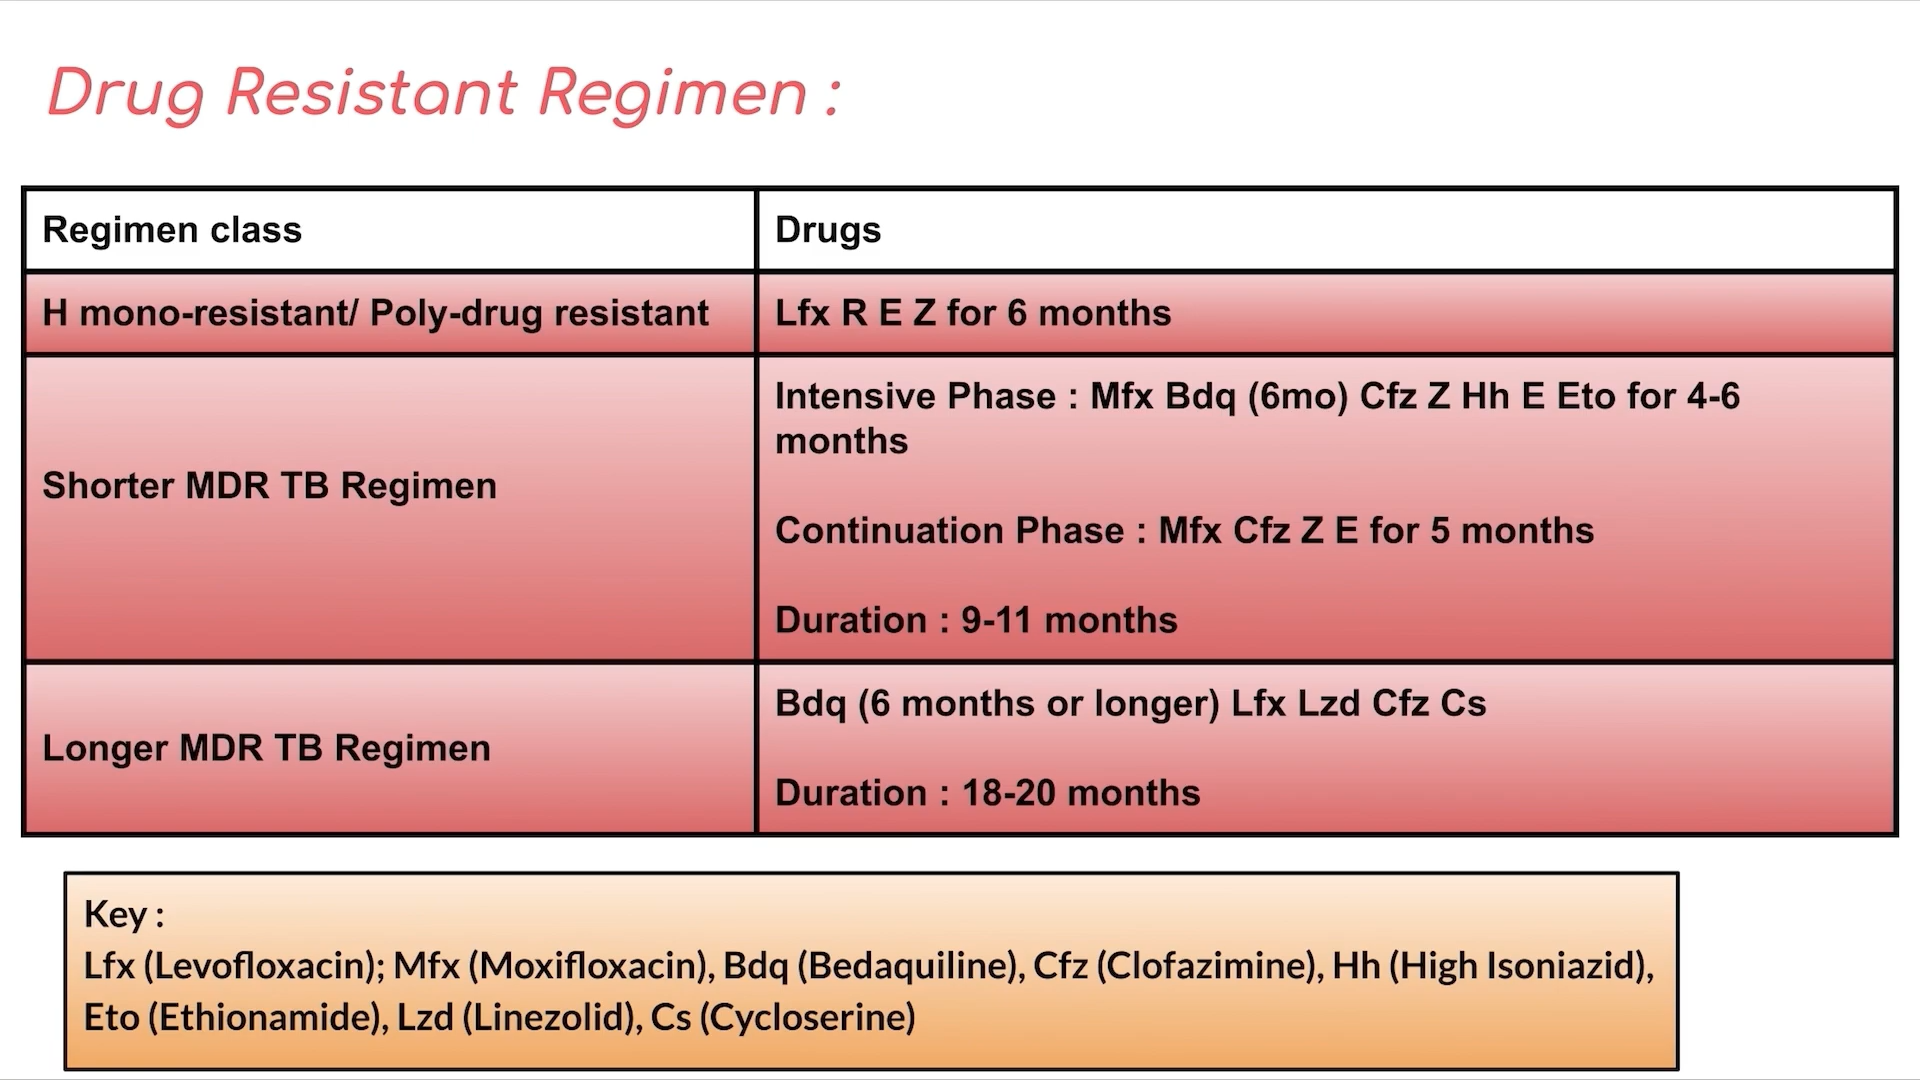 Drug Resistant Regimen :
Regimen class
Drugs
H mono-resistant/ Poly-drug resistant
Lfx R E Z for 6 months
Shorter MDR TB Regimen
Intensive Phase : Mfx Bdq (6mo) Cfz Z Hh E Eto for 4-6
months
Continuation Phase : Mfx Cfz Z E for 5 months
Duration : 9-11 months
Longer MDR TB Regimen
Bdq (6 months or longer) Lfx Lzd Cfz Cs
Duration : 18-20 months
Key :
Lfx (Levofloxacin); Mfx (Moxifloxacin), Bdq (Bedaquiline), Cfz (Clofazimine), Hh (High Isoniazid),
Eto (Ethionamide), Lzd (Linezolid), Cs (Cycloserine)